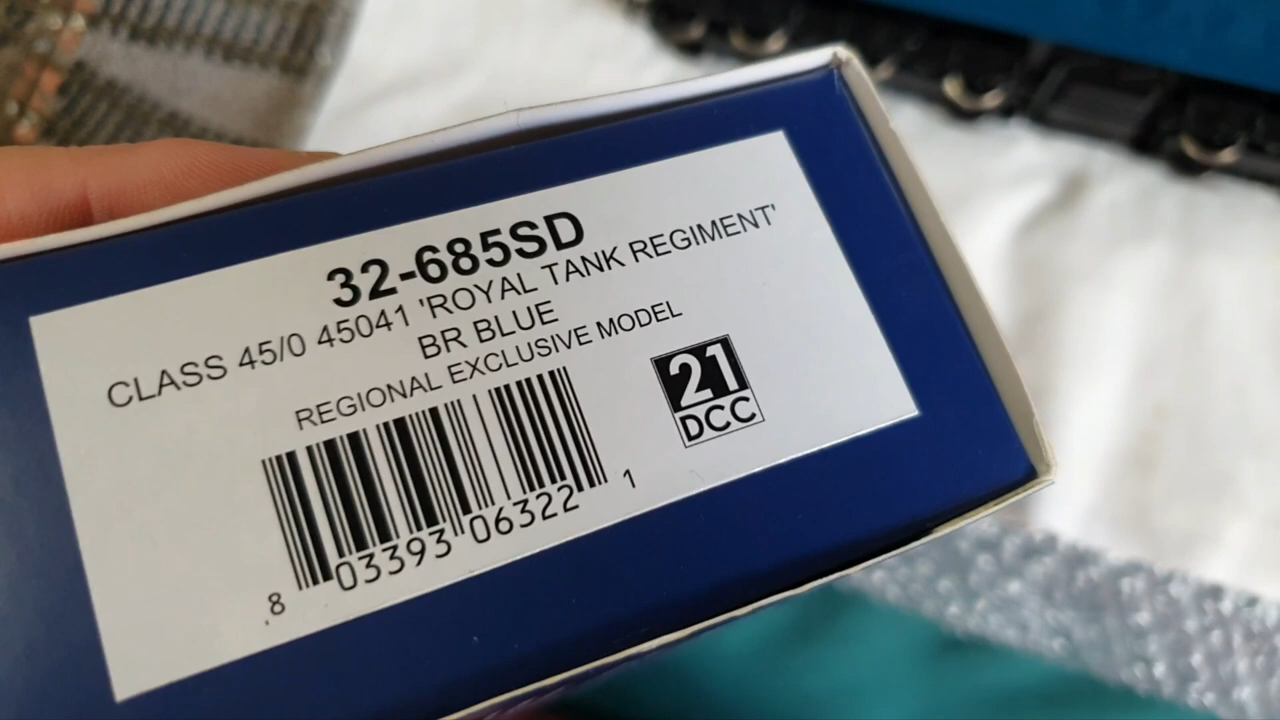 32-685SD
CLASS 45/0 45041 'ROYAL TANK REGIMENT'
BR BLUE
REGIONAL EXCLUSIVE MODEL
21
DCC
8 03393 06322 1